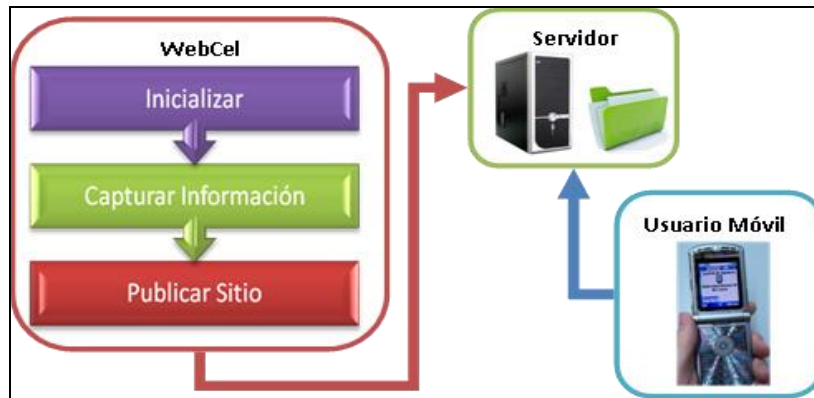 WebCel
Inicializar
Capturar Información
Publicar Sitio
Servidor
Usuario Móvil